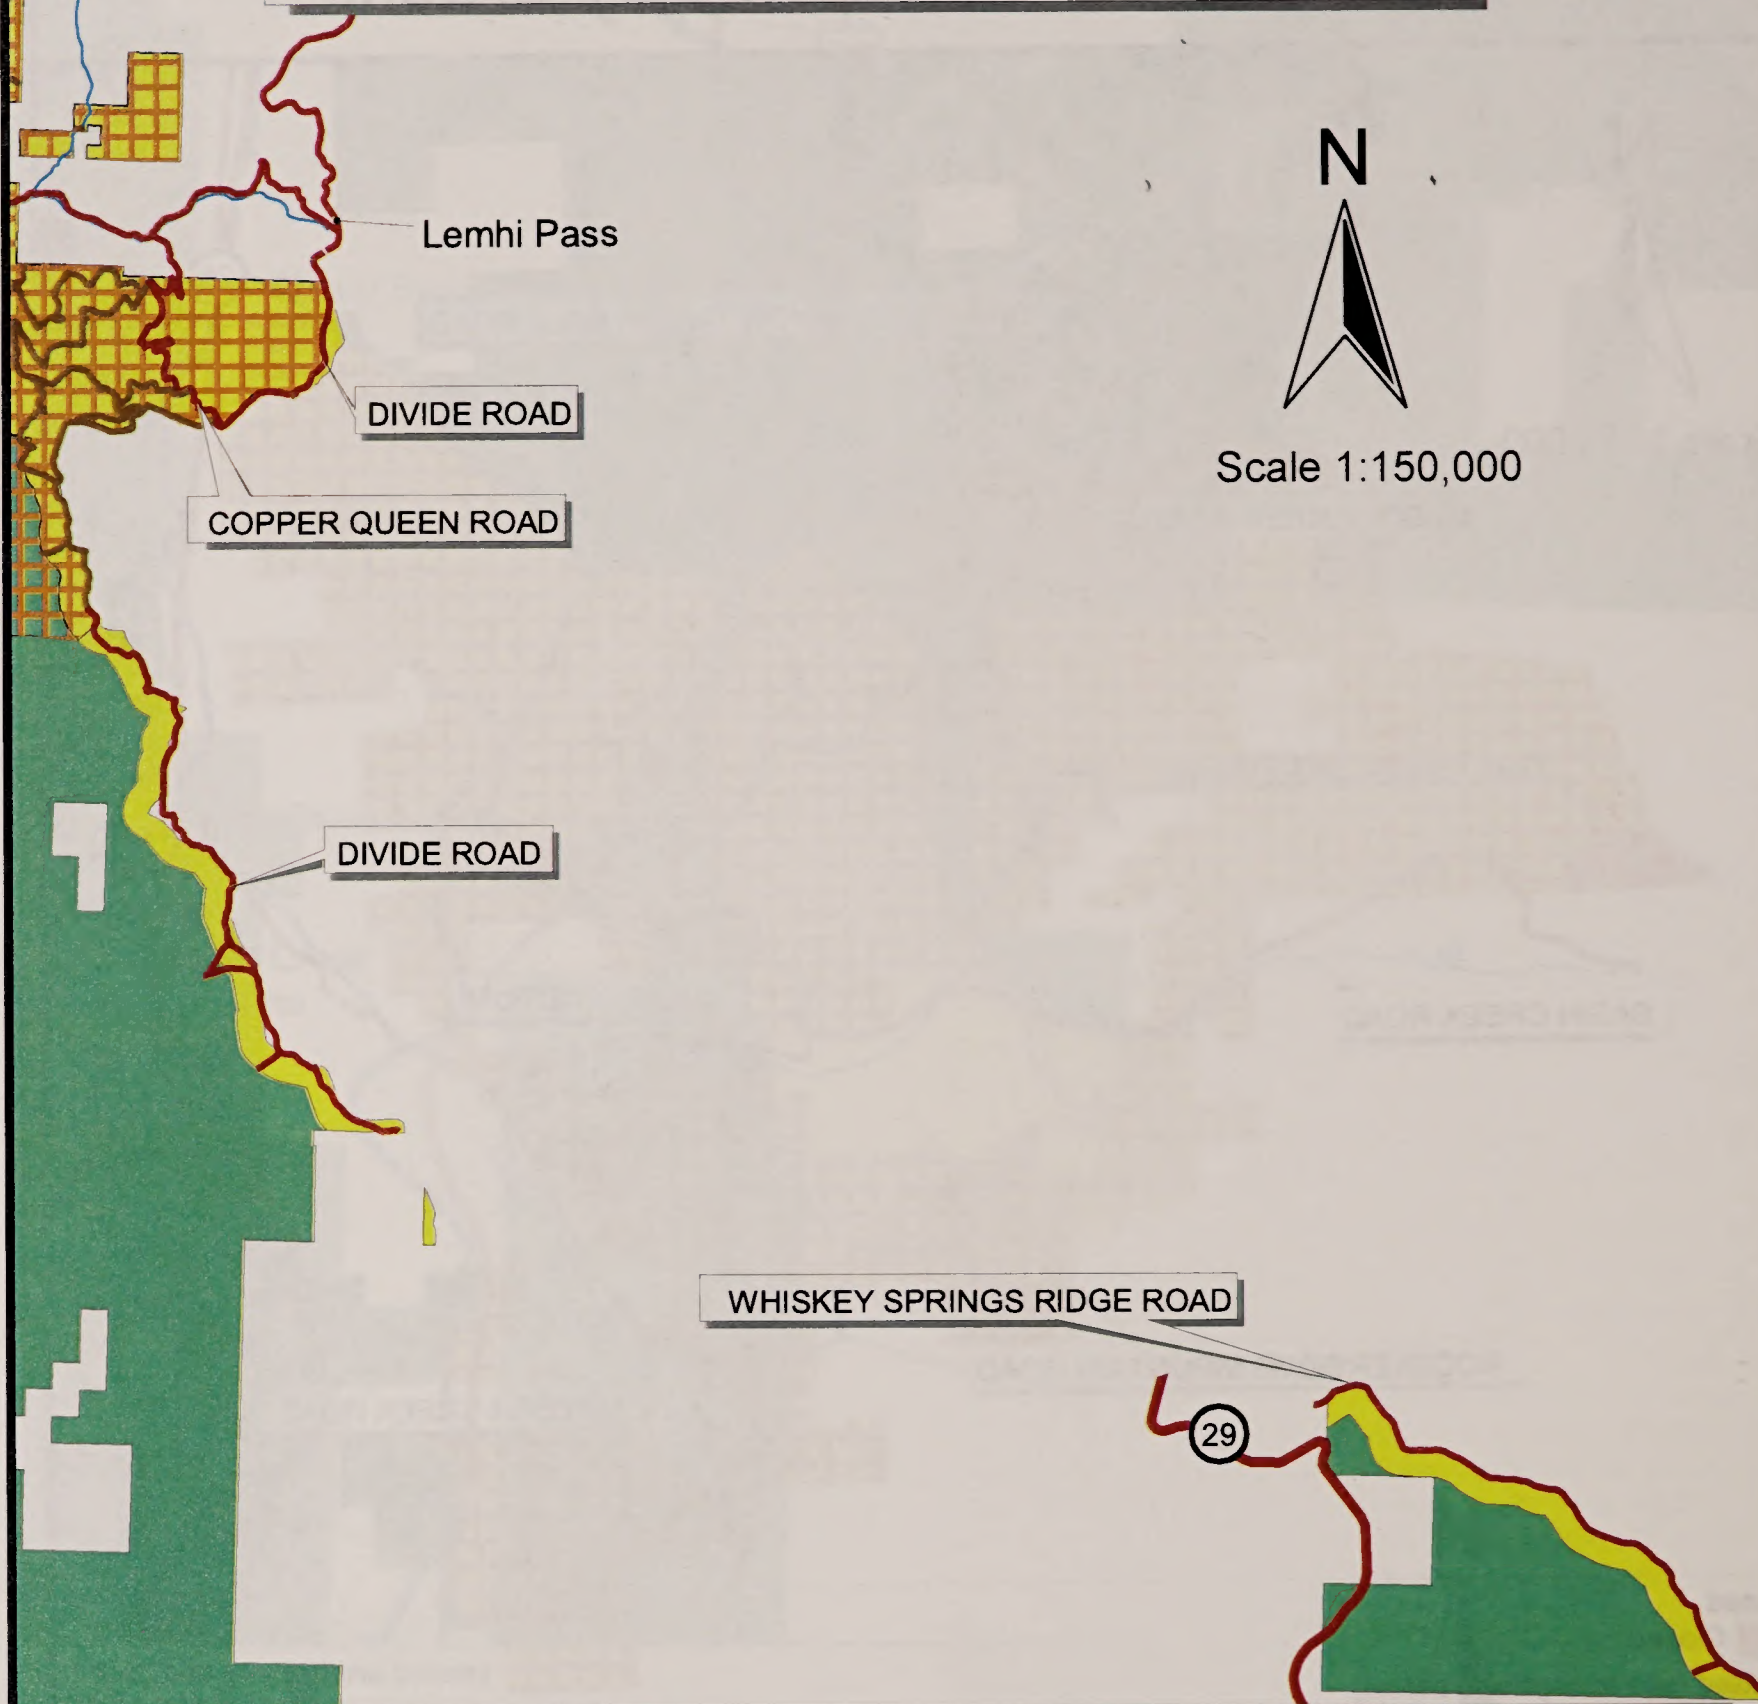 N
Lemhi Pass
DIVIDE ROAD
Scale 1:150,000
COPPER QUEEN ROAD
DIVIDE ROAD
WHISKEY SPRINGS RIDGE ROAD
29